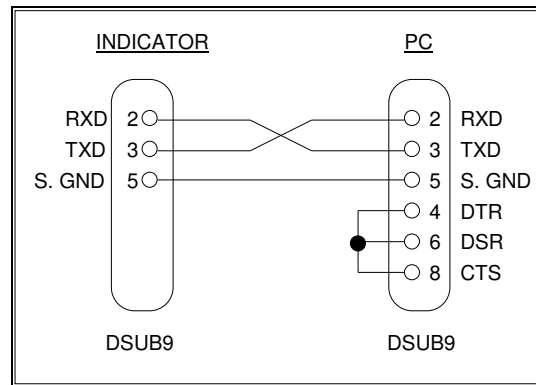 INDICATOR PC
RXD 2 2 RXD
TXD 3 3 TXD
S. GND 5 5 S. GND
4 DTR
6 DSR
8 CTS
DSUB9 DSUB9